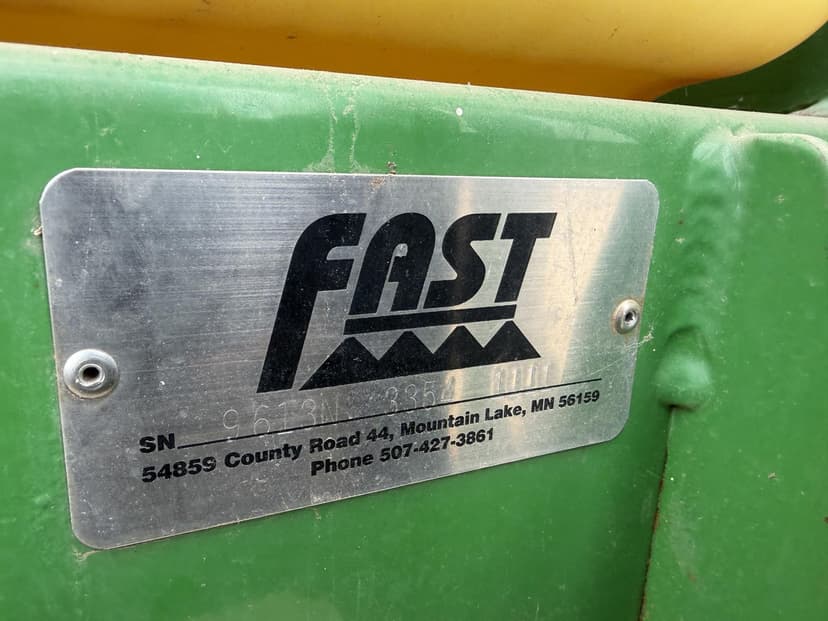 FAST
SN
54859 County Road 44, Mountain Lake, MN 56159
Phone 507-427-3861